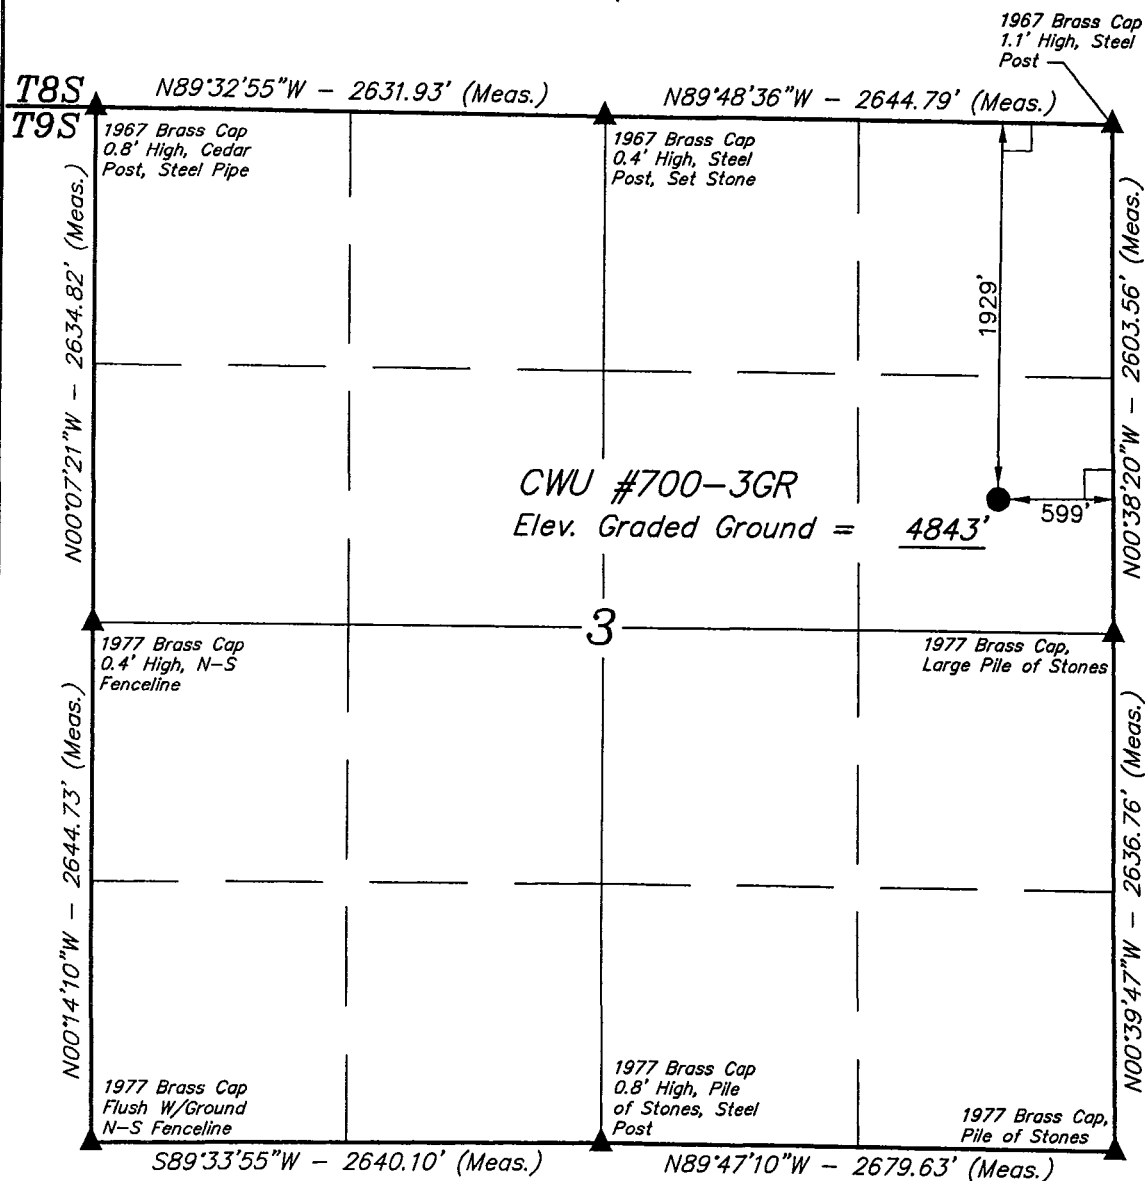 1967 Brass Cap
1.1' High, Steel
Post
T8S
T9S
N89°32'55"W - 2631.93' (Meas.)
N89°48'36"W - 2644.79' (Meas.)
1967 Brass Cap
0.8' High, Cedar
Post, Steel Pipe
1967 Brass Cap
0.4' High, Steel
Post, Set Stone
N00°07'21"W - 2634.82' (Meas.)
1929'
N00°38'20"W - 2603.56' (Meas.)
CWU #700-3GR
Elev. Graded Ground = 4843'
599'
3
1977 Brass Cap
0.4' High, N-S
Fenceline
1977 Brass Cap,
Large Pile of Stones
N00°14'10"W - 2644.73' (Meas.)
N00°39'47"W - 2636.76' (Meas.)
1977 Brass Cap
Flush W/Ground
N-S Fenceline
1977 Brass Cap
0.8' High, Pile
of Stones, Steel
Post
1977 Brass Cap,
Pile of Stones
S89°33'55"W - 2640.10' (Meas.)
N89°47'10"W - 2679.63' (Meas.)